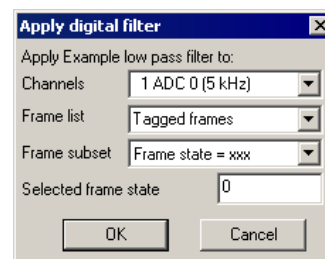 Apply digital filter
Apply Example low pass filter to:
Channels 1 ADC 0 (5 kHz)
Frame list Tagged frames
Frame subset Frame state = xxx
Selected frame state 0
OK Cancel